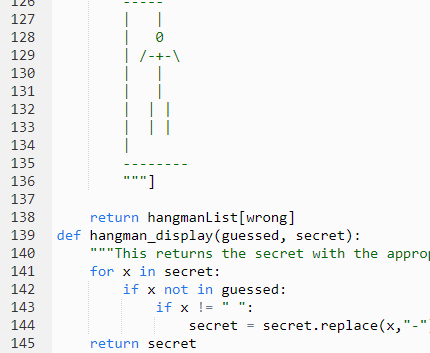 126         -----
127         |   |
128         |   0
129         | /-+-\
130         |   |
131         |   |
132         |  | |
133         |  | |
134         |
135         --------
136         """]
137
138     return hangmanList[wrong]
139 def hangman_display(guessed, secret):
140     """This returns the secret with the
141     for x in secret:
142         if x not in guessed:
143             if x != " ":
144                 secret = secret.replace(x,"-"
145     return secret